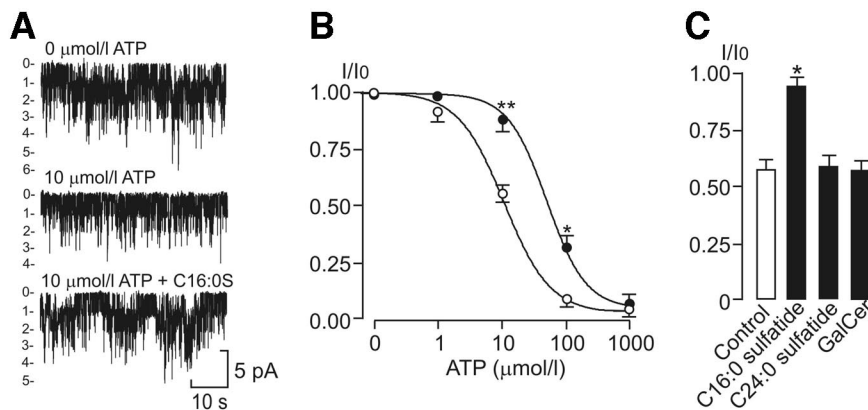 A
0 μmol/l ATP
0-
1-
2-
3-
4-
5-
6-
10 μmol/l ATP
0-
1-
2-
3-
4-
10 μmol/l ATP + C16:0S
0-
1-
2-
3-
4-
5-
5 pA
10 s
B
I/I0
1.00
0.75
0.50
0.25
0.00
**
*
0 1 10 100 1000
ATP (μmol/l)
C
I/I0
1.00
0.75
0.50
0.25
0
*
Control
C16:0 sulfatide
C24:0 sulfatide
GalCer